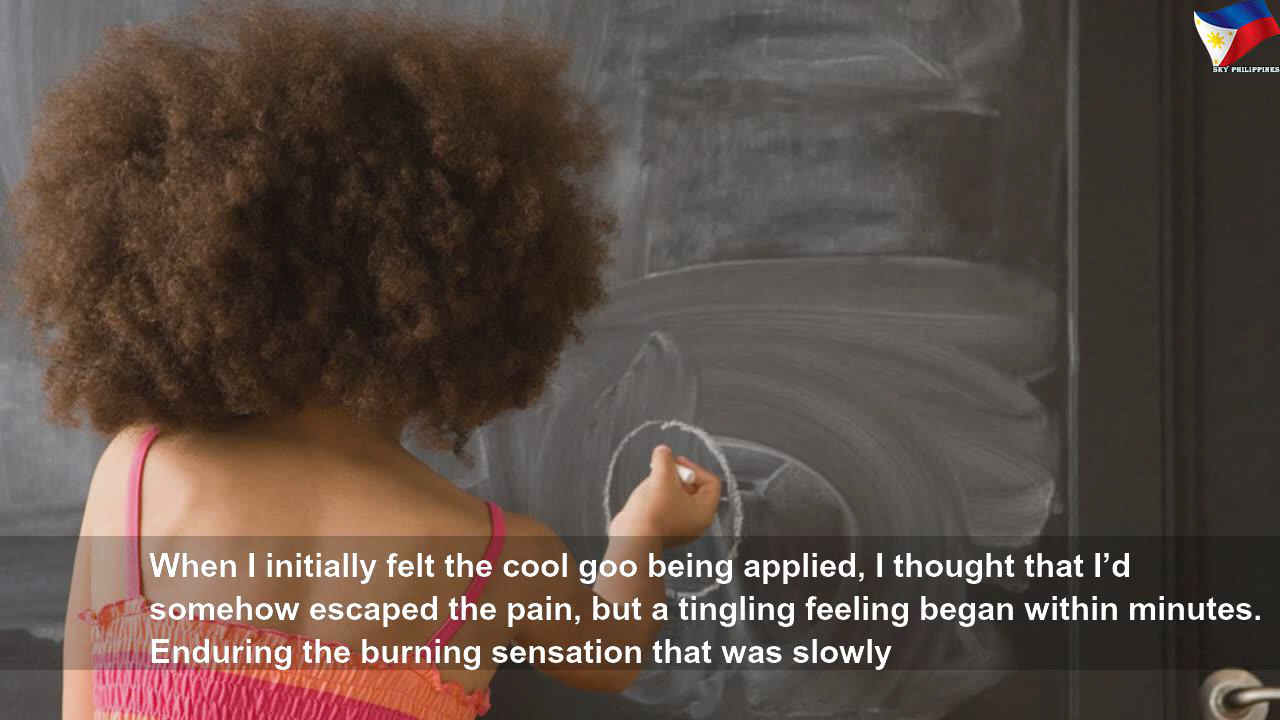 SKY PHILIPPINES
When I initially felt the cool goo being applied, I thought that I’d
somehow escaped the pain, but a tingling feeling began within minutes.
Enduring the burning sensation that was slowly